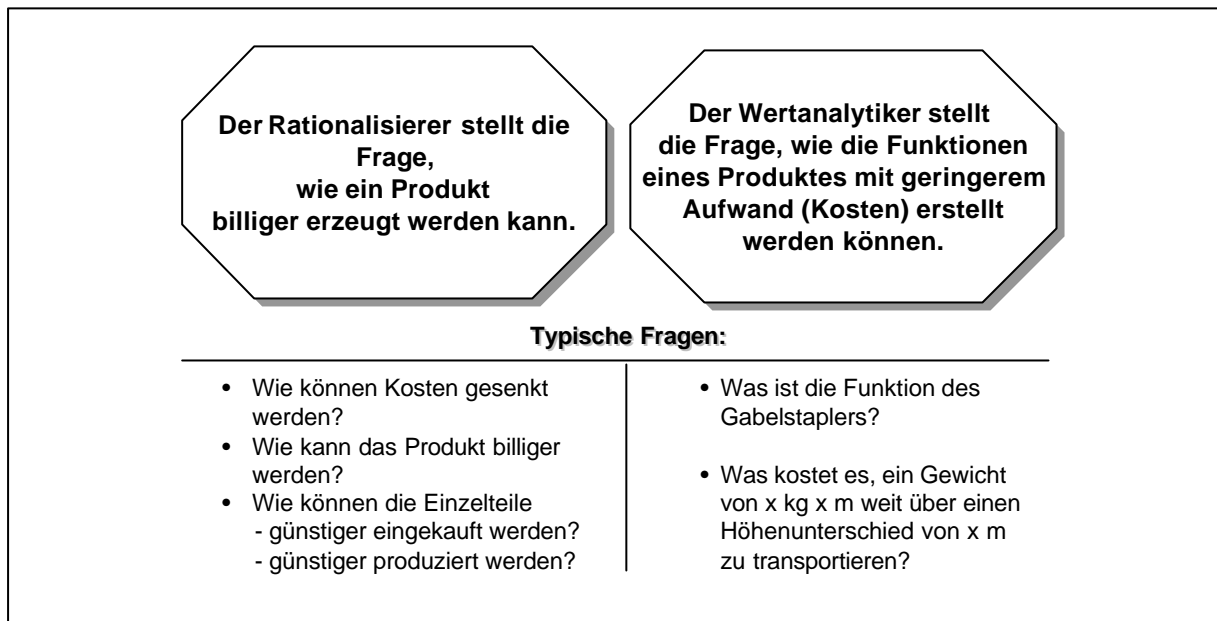 Der Rationalisierer stellt die
Frage,
wie ein Produkt
billiger erzeugt werden kann.
Der Wertanalytiker stellt
die Frage, wie die Funktionen
eines Produktes mit geringerem
Aufwand (Kosten) erstellt
werden können.
Typische Fragen:
• Wie können Kosten gesenkt
werden?
• Wie kann das Produkt billiger
werden?
• Wie können die Einzelteile
- günstiger eingekauft werden?
- günstiger produziert werden?
• Was ist die Funktion des
Gabelstaplers?
• Was kostet es, ein Gewicht
von x kg x m weit über einen
Höhenunterschied von x m
zu transportieren?